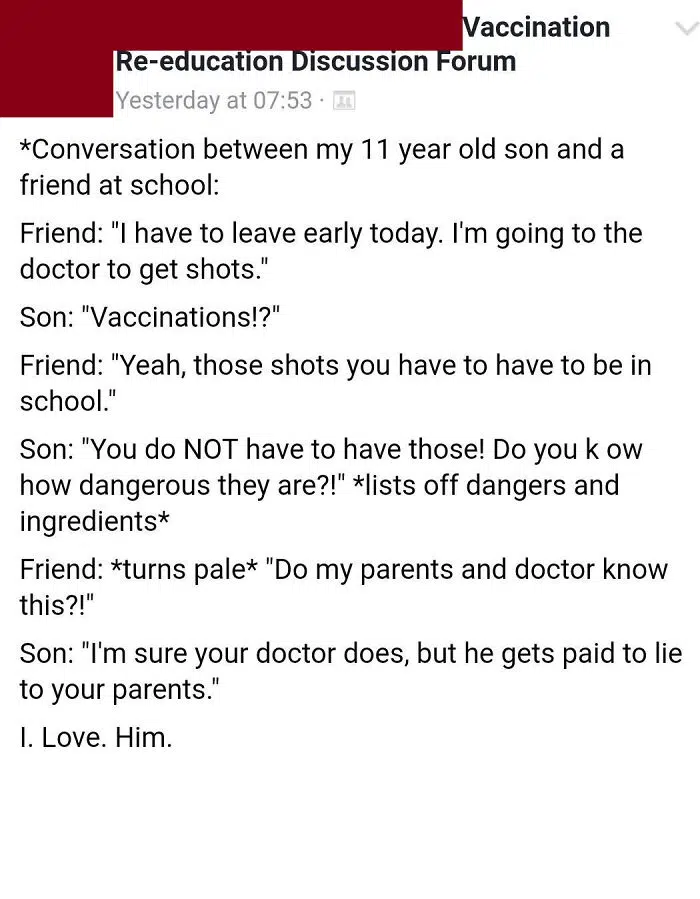 Vaccination
Re-education Discussion Forum
Yesterday at 07:53 ·
*Conversation between my 11 year old son and a
friend at school:
Friend: "I have to leave early today. I'm going to the
doctor to get shots."
Son: "Vaccinations!?"
Friend: "Yeah, those shots you have to have to be in
school."
Son: "You do NOT have to have those! Do you k ow
how dangerous they are?!" *lists off dangers and
ingredients*
Friend: *turns pale* "Do my parents and doctor know
this?!"
Son: "I'm sure your doctor does, but he gets paid to lie
to your parents."
I. Love. Him.